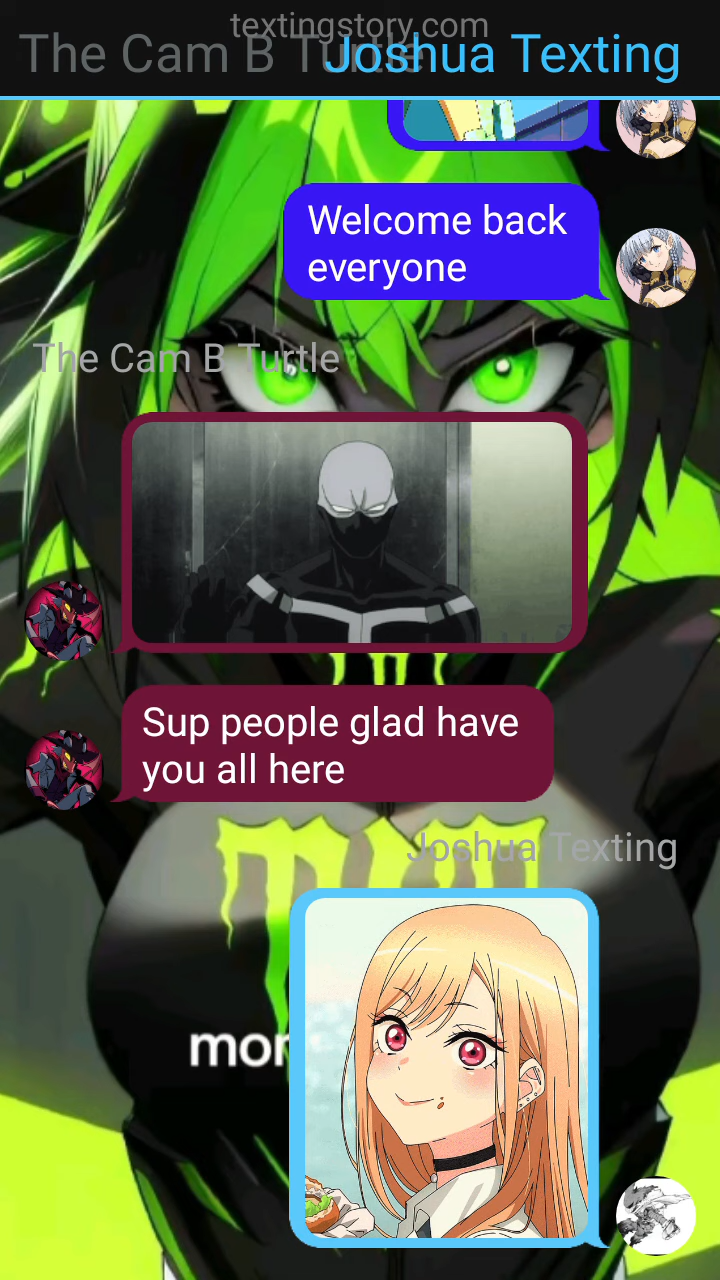 textingstory.com
The Cam B Turtle
Joshua Texting
Welcome back
everyone
The Cam B Turtle
Sup people glad have
you all here
Joshua Texting